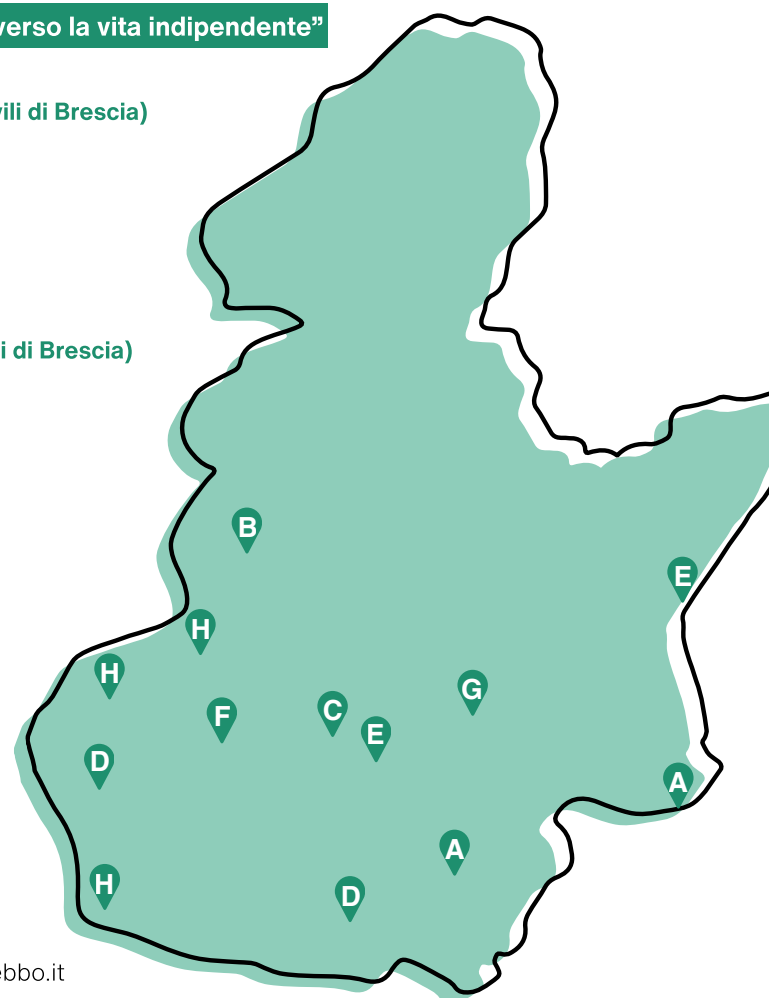 verso la vita indipendente”
vili di Brescia)
i di Brescia)
B
E
H
H
G
C
F
E
D
A
A
H
D
ebbo.it